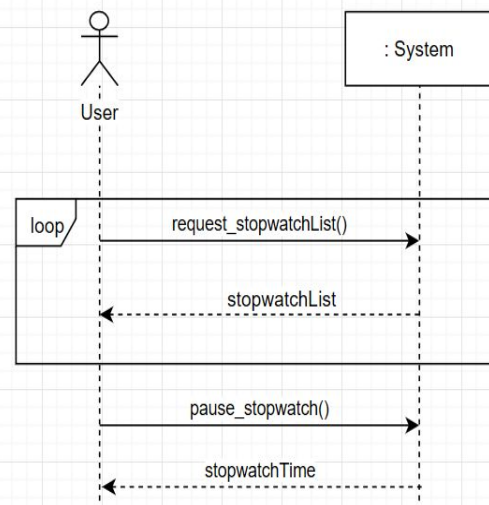 : System
User
loop
request_stopwatchList()
stopwatchList
pause_stopwatch()
stopwatchTime